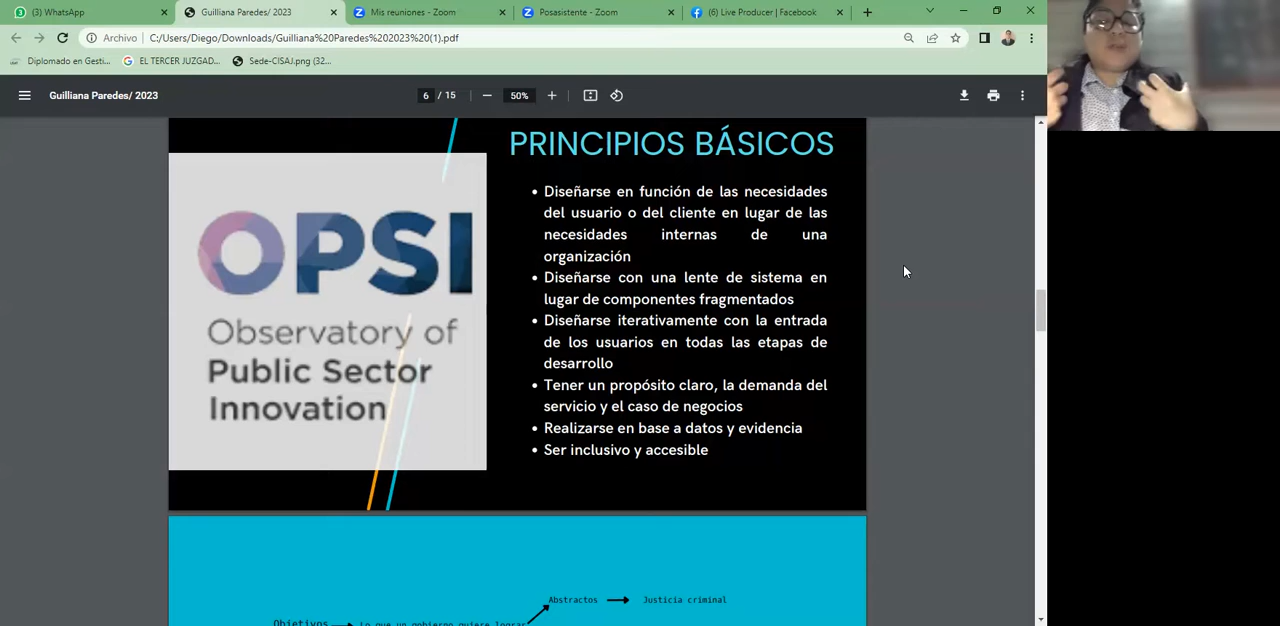 (3) WhatsApp
Guilliana Paredes/ 2023
Mis reuniones - Zoom
Posasistente - Zoom
(6) Live Producer | Facebook
Archivo
C:/Users/Diego/Downloads/Guilliana%20Paredes%202023%20(1).pdf
Diplomado en Gesti...
EL TERCER JUZGAD...
Sede-CISAJ.png (32...
Guilliana Paredes/ 2023
6 / 15
50%
PRINCIPIOS BÁSICOS
OPSI
Observatory of
Public Sector
Innovation
• Diseñarse en función de las necesidades
del usuario o del cliente en lugar de las
necesidades internas de una
organización
• Diseñarse con una lente de sistema en
lugar de componentes fragmentados
• Diseñarse iterativamente con la entrada
de los usuarios en todas las etapas de
desarrollo
• Tener un propósito claro, la demanda del
servicio y el caso de negocios
• Realizarse en base a datos y evidencia
• Ser inclusivo y accesible
Abstractos
Justicia criminal
Objetivos
Lo que un gobierno quiere lograr